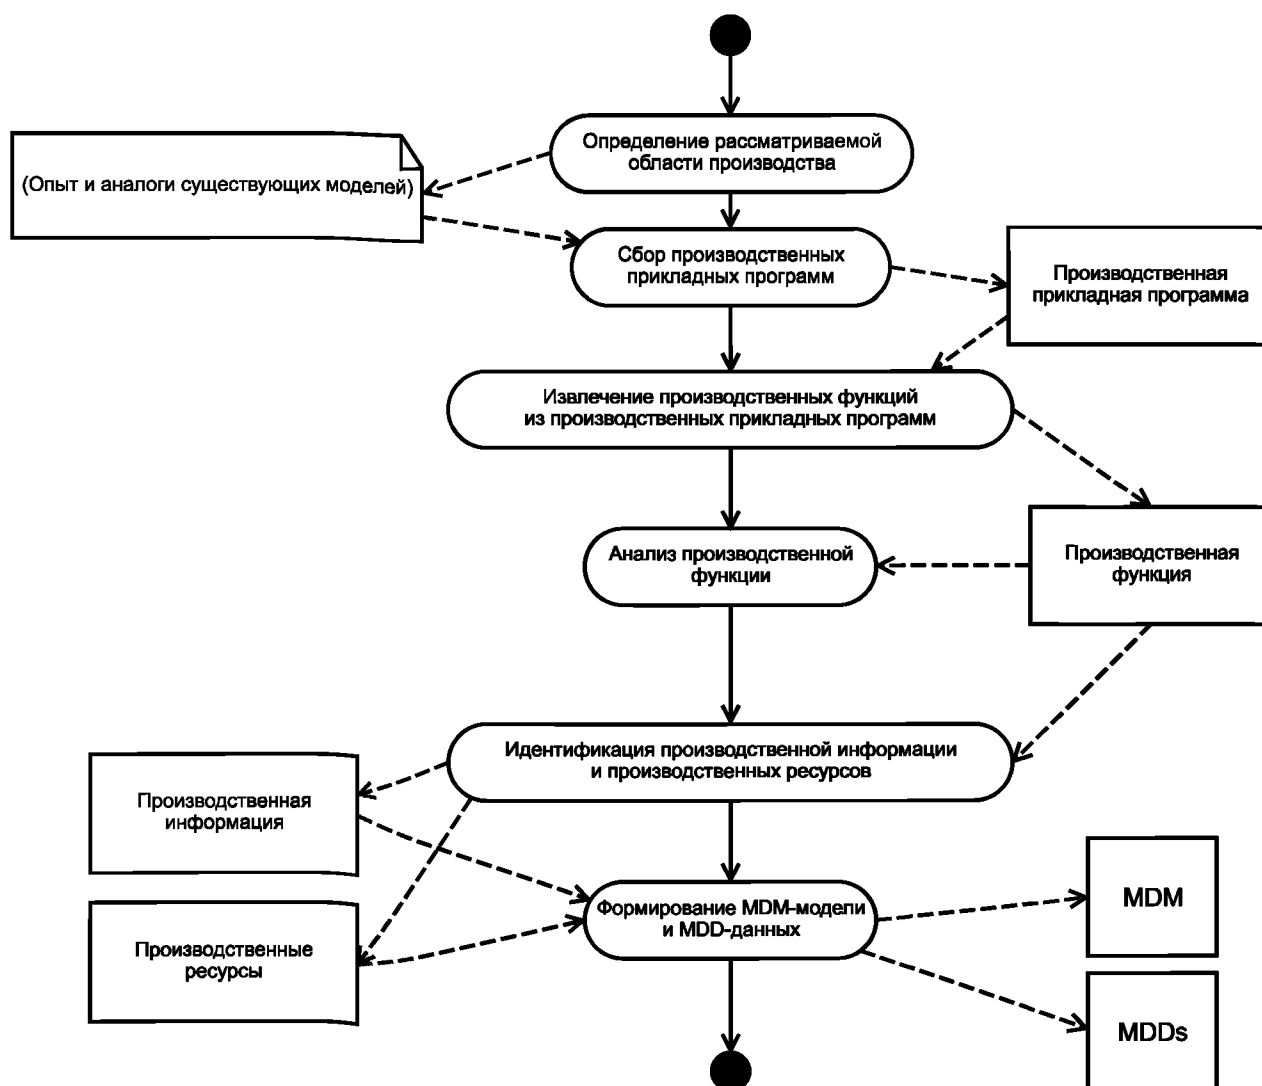 Определение рассматриваемой
области производства
(Опыт и аналоги существующих моделей)
Сбор производственных
прикладных программ
Производственная
прикладная программа
Извлечение производственных функций
из производственных прикладных программ
Анализ производственной
функции
Производственная
функция
Идентификация производственной информации
и производственных ресурсов
Производственная
информация
Формирование MDM-модели
и MDD-данных
MDM
Производственные
ресурсы
MDDs